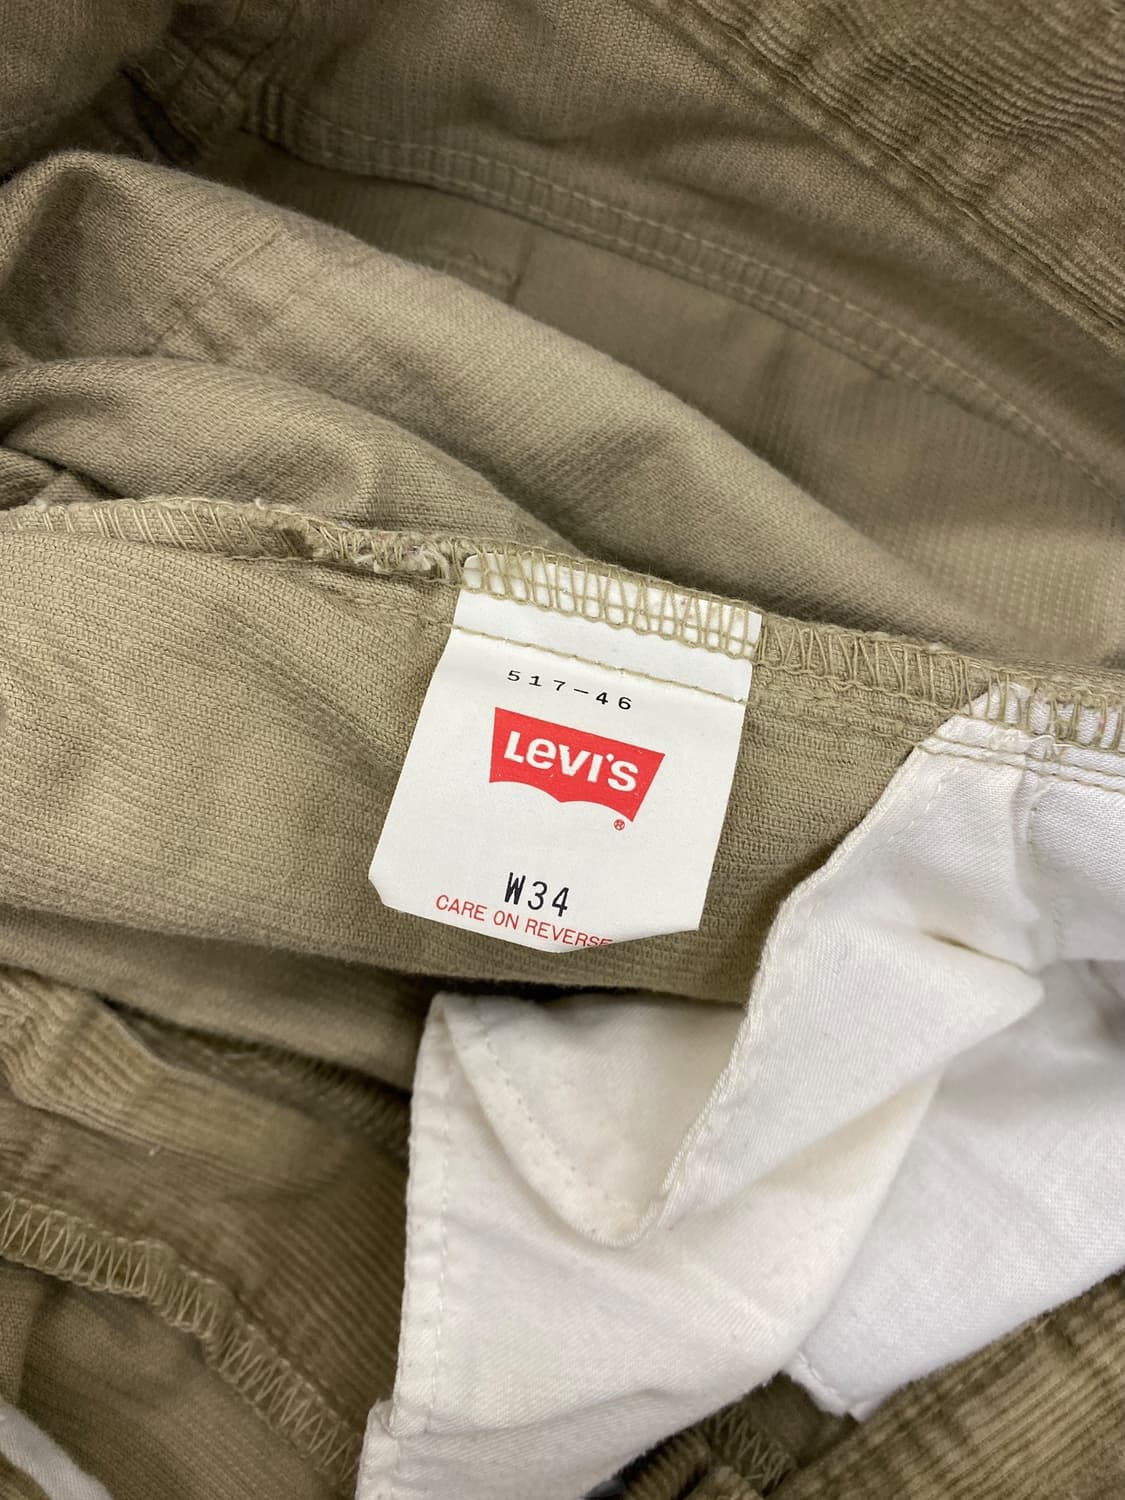 517-46
Levi's
®
W34
CARE ON REVERSE